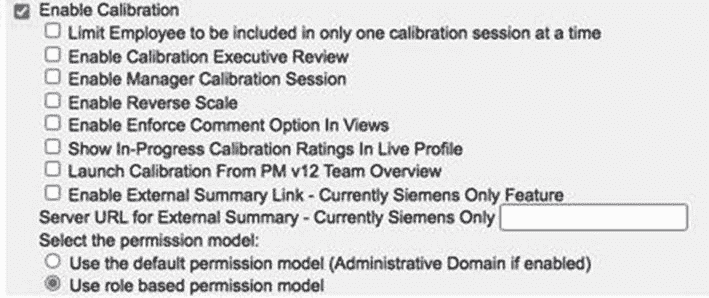 Enable Calibration
Limit Employee to be included in only one calibration session at a time
Enable Calibration Executive Review
Enable Manager Calibration Session
Enable Reverse Scale
Enable Enforce Comment Option In Views
Show In-Progress Calibration Ratings In Live Profile
Launch Calibration From PM v12 Team Overview
Enable External Summary Link - Currently Siemens Only Feature
Server URL for External Summary - Currently Siemens Only
Select the permission model:
Use the default permission model (Administrative Domain if enabled)
Use role based permission model